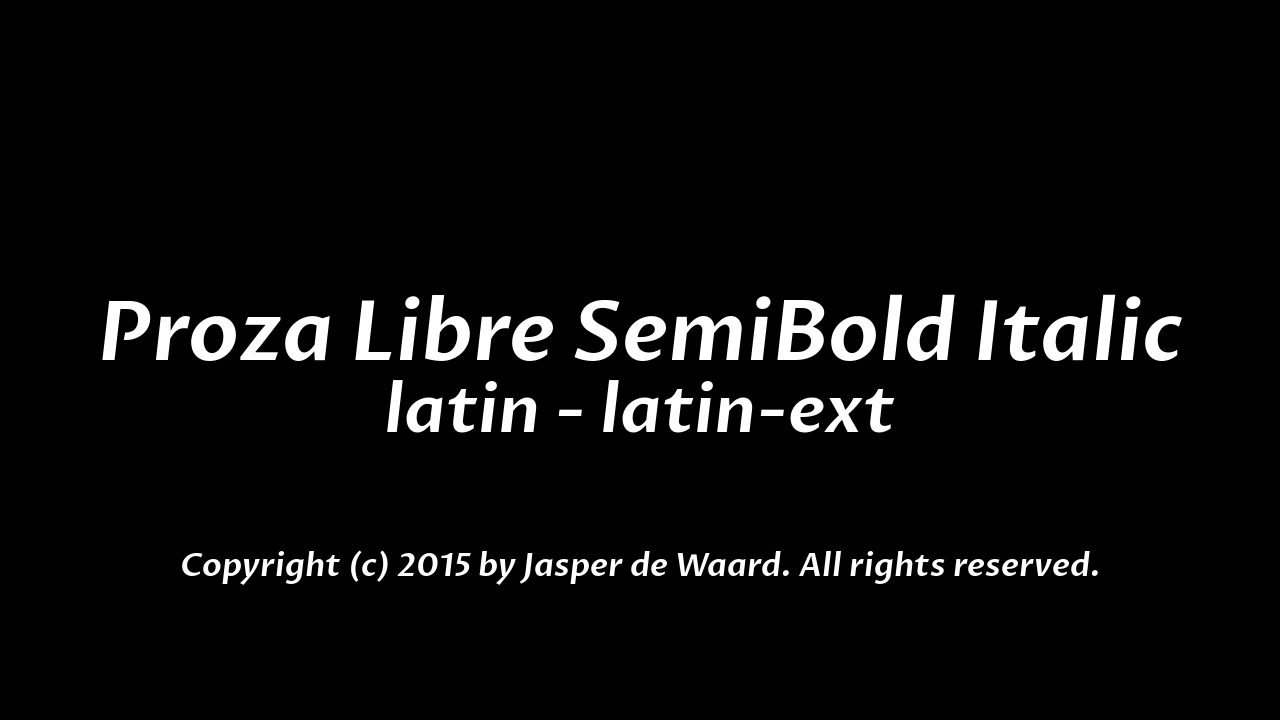 Proza Libre SemiBold Italic
latin - latin-ext
Copyright (c) 2015 by Jasper de Waard. All rights reserved.